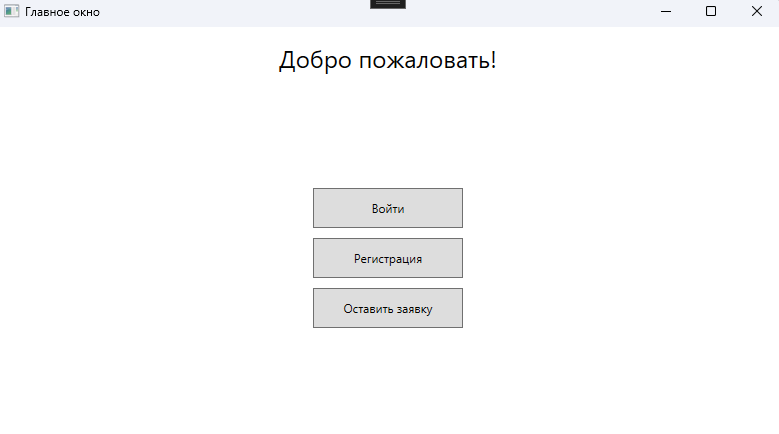 Главное окно
Добро пожаловать!
Войти
Регистрация
Оставить заявку